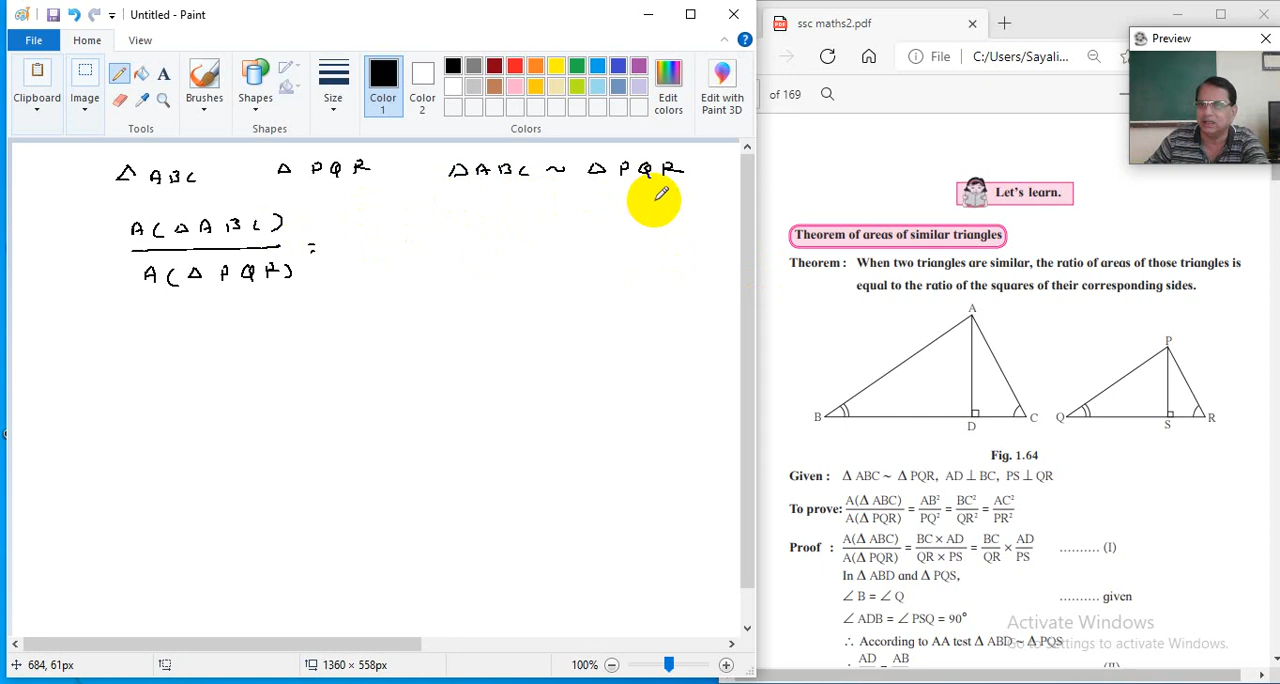 Untitled - Paint
File Home View
Clipboard
Image
Tools
Brushes
Shapes
Shapes
Size
Color 1
Color 2
Edit colors
Colors
Edit with Paint 3D
Δ ABC Δ PQR Δ ABC ~ Δ PQR
A(Δ ABC)
=
A(Δ PQR)
684, 61px
1360 × 558px
100%
ssc maths2.pdf
File C:/Users/Sayali...
of 169
Preview
Let's learn.
Theorem of areas of similar triangles
Theorem : When two triangles are similar, the ratio of areas of those triangles is
equal to the ratio of the squares of their corresponding sides.
A
P
B D C Q S R
Fig. 1.64
Given : Δ ABC ~ Δ PQR, AD ⊥ BC, PS ⊥ QR
To prove: A(Δ ABC)/A(Δ PQR) = AB²/PQ² = BC²/QR² = AC²/PR²
Proof : A(Δ ABC)/A(Δ PQR) = BC × AD/QR × PS = BC/QR × AD/PS .......... (I)
In Δ ABD and Δ PQS,
∠ B = ∠ Q .......... given
∠ ADB = ∠ PSQ = 90°
∴ According to AA test Δ ABD ~ Δ PQS
AD AB
Activate Windows
Go to Settings to activate Windows.